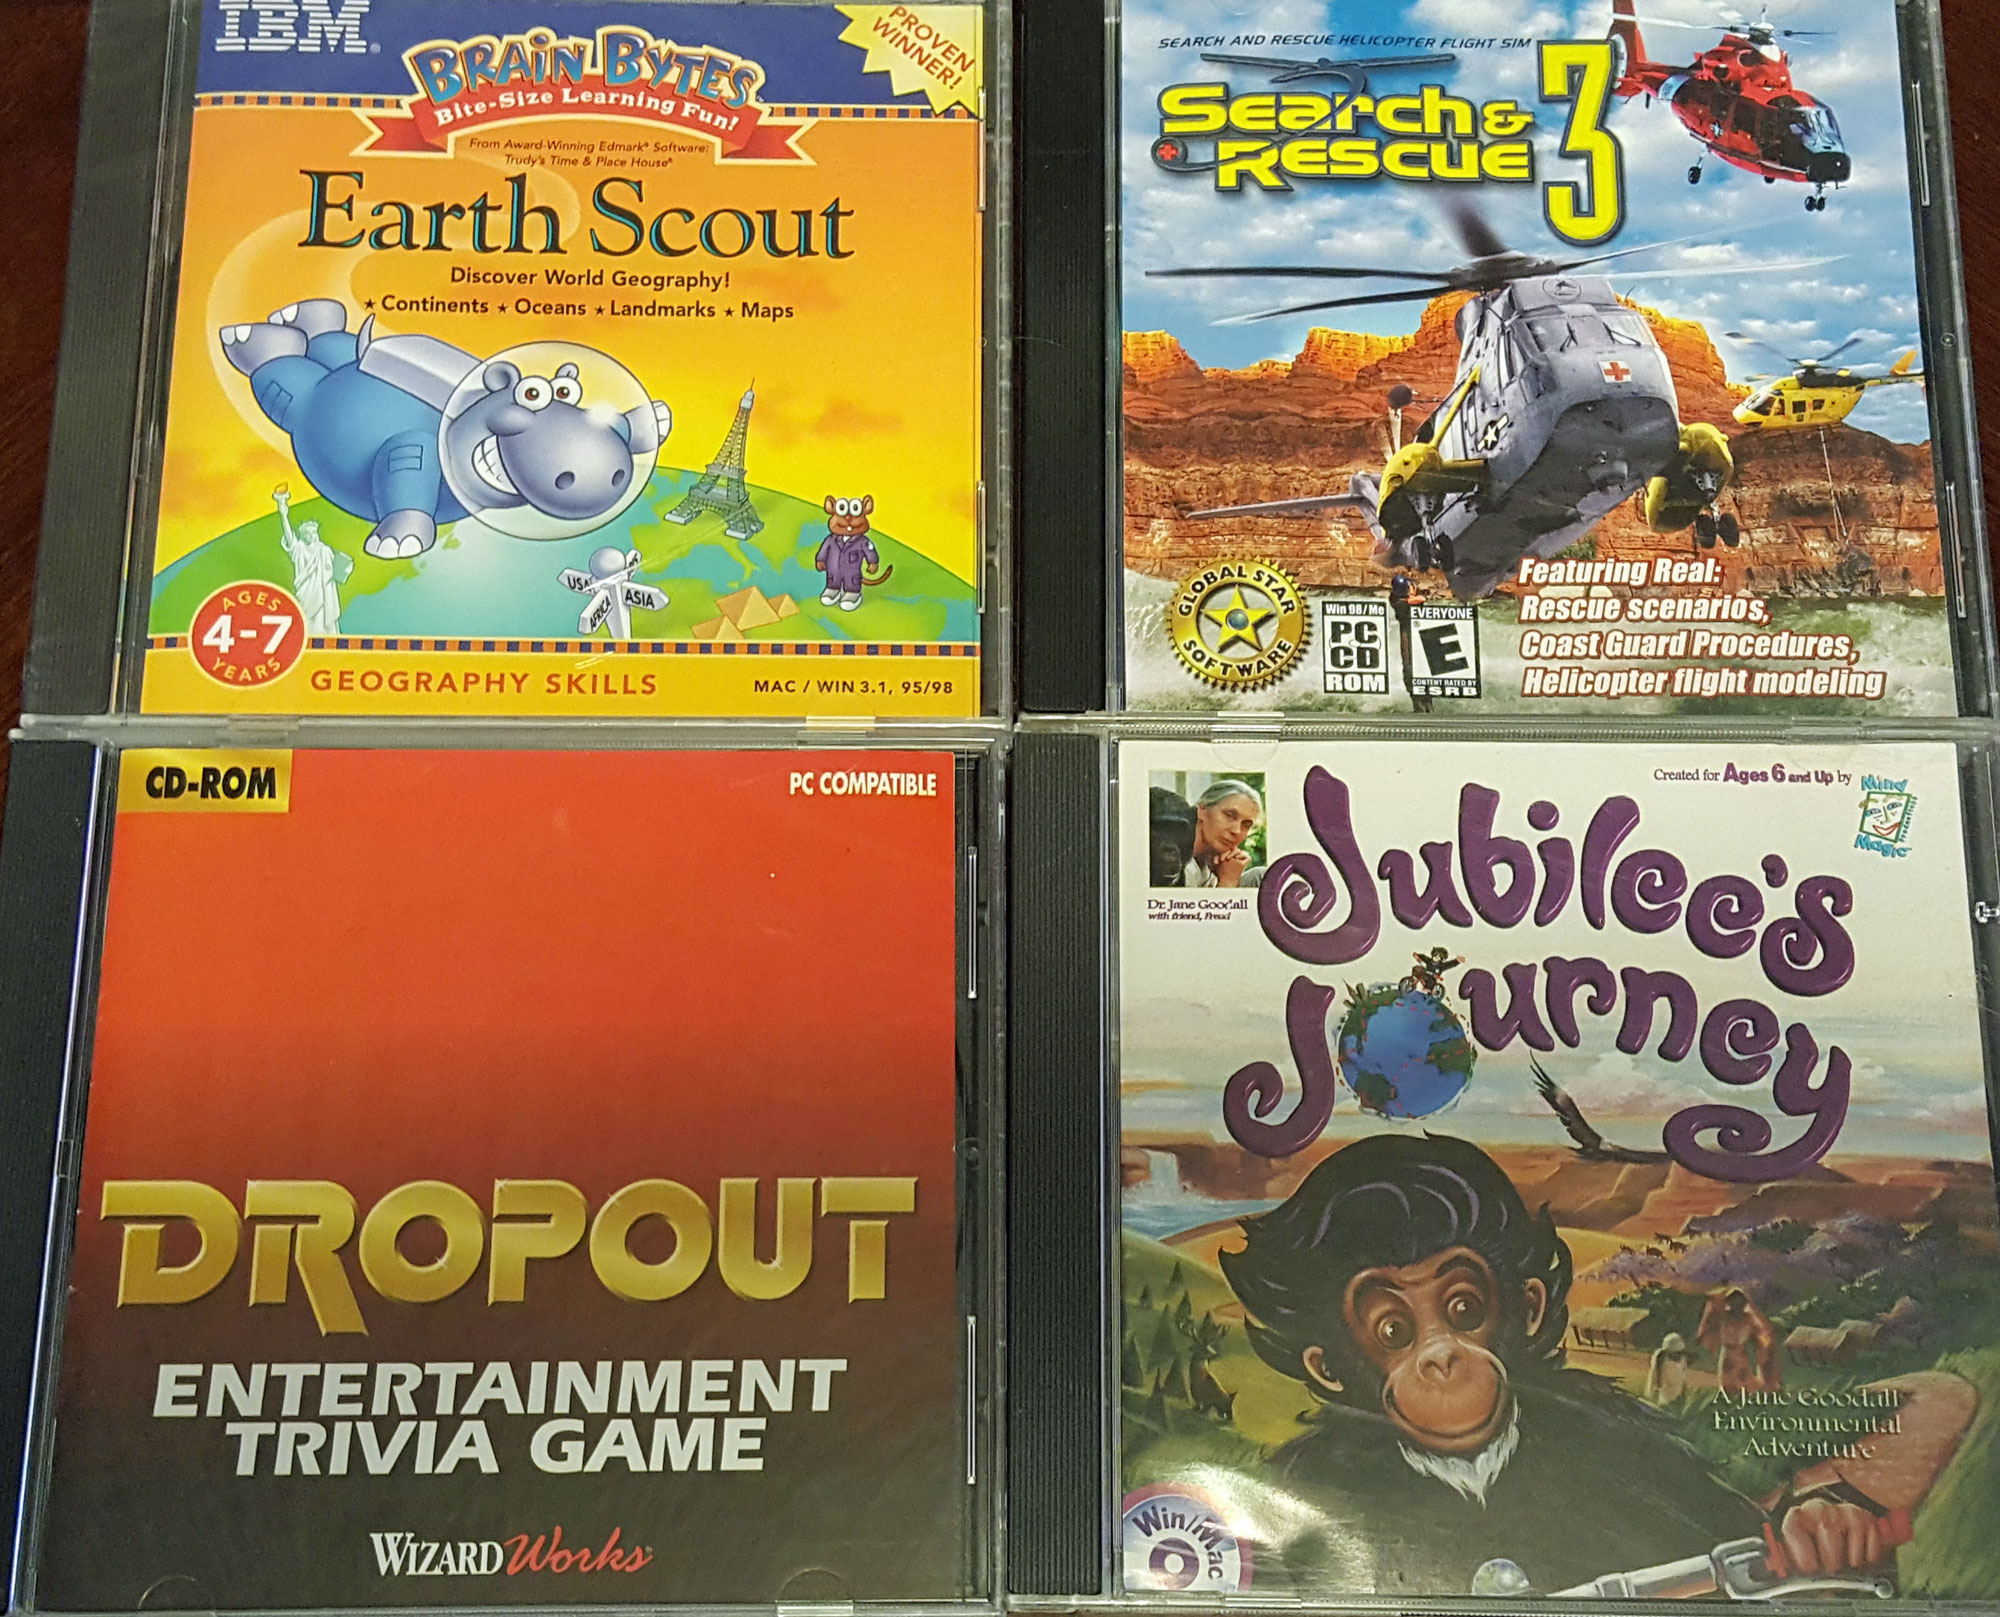 IBM®
BRAIN BYTES™
Bite-Size Learning Fun!
PROVEN
WINNER!
From Award-Winning Edmark® Software:
Trudy's Time & Place House®
Earth Scout
Discover World Geography!
★ Continents ★ Oceans ★ Landmarks ★ Maps
USA
ASIA
AFRICA
AGES
4-7
YEARS
GEOGRAPHY SKILLS
MAC / WIN 3.1, 95/98
SEARCH AND RESCUE HELICOPTER FLIGHT SIM
Search &
RESCUE
3
GLOBAL STAR
SOFTWARE
Win 98/Me
PC
CD
ROM
EVERYONE
E
CONTENT RATED BY
ESRB
Featuring Real:
Rescue scenarios,
Coast Guard Procedures,
Helicopter flight modeling
CD-ROM
PC COMPATIBLE
DROPOUT
ENTERTAINMENT
TRIVIA GAME
WIZARDWorks®
Created for Ages 6 and Up by
Mind
Magic
Productions
Dr. Jane Goodall
with friend, Freud
Jubilee's
Journey
A Jane Goodall
Environmental
Adventure
Win/Mac